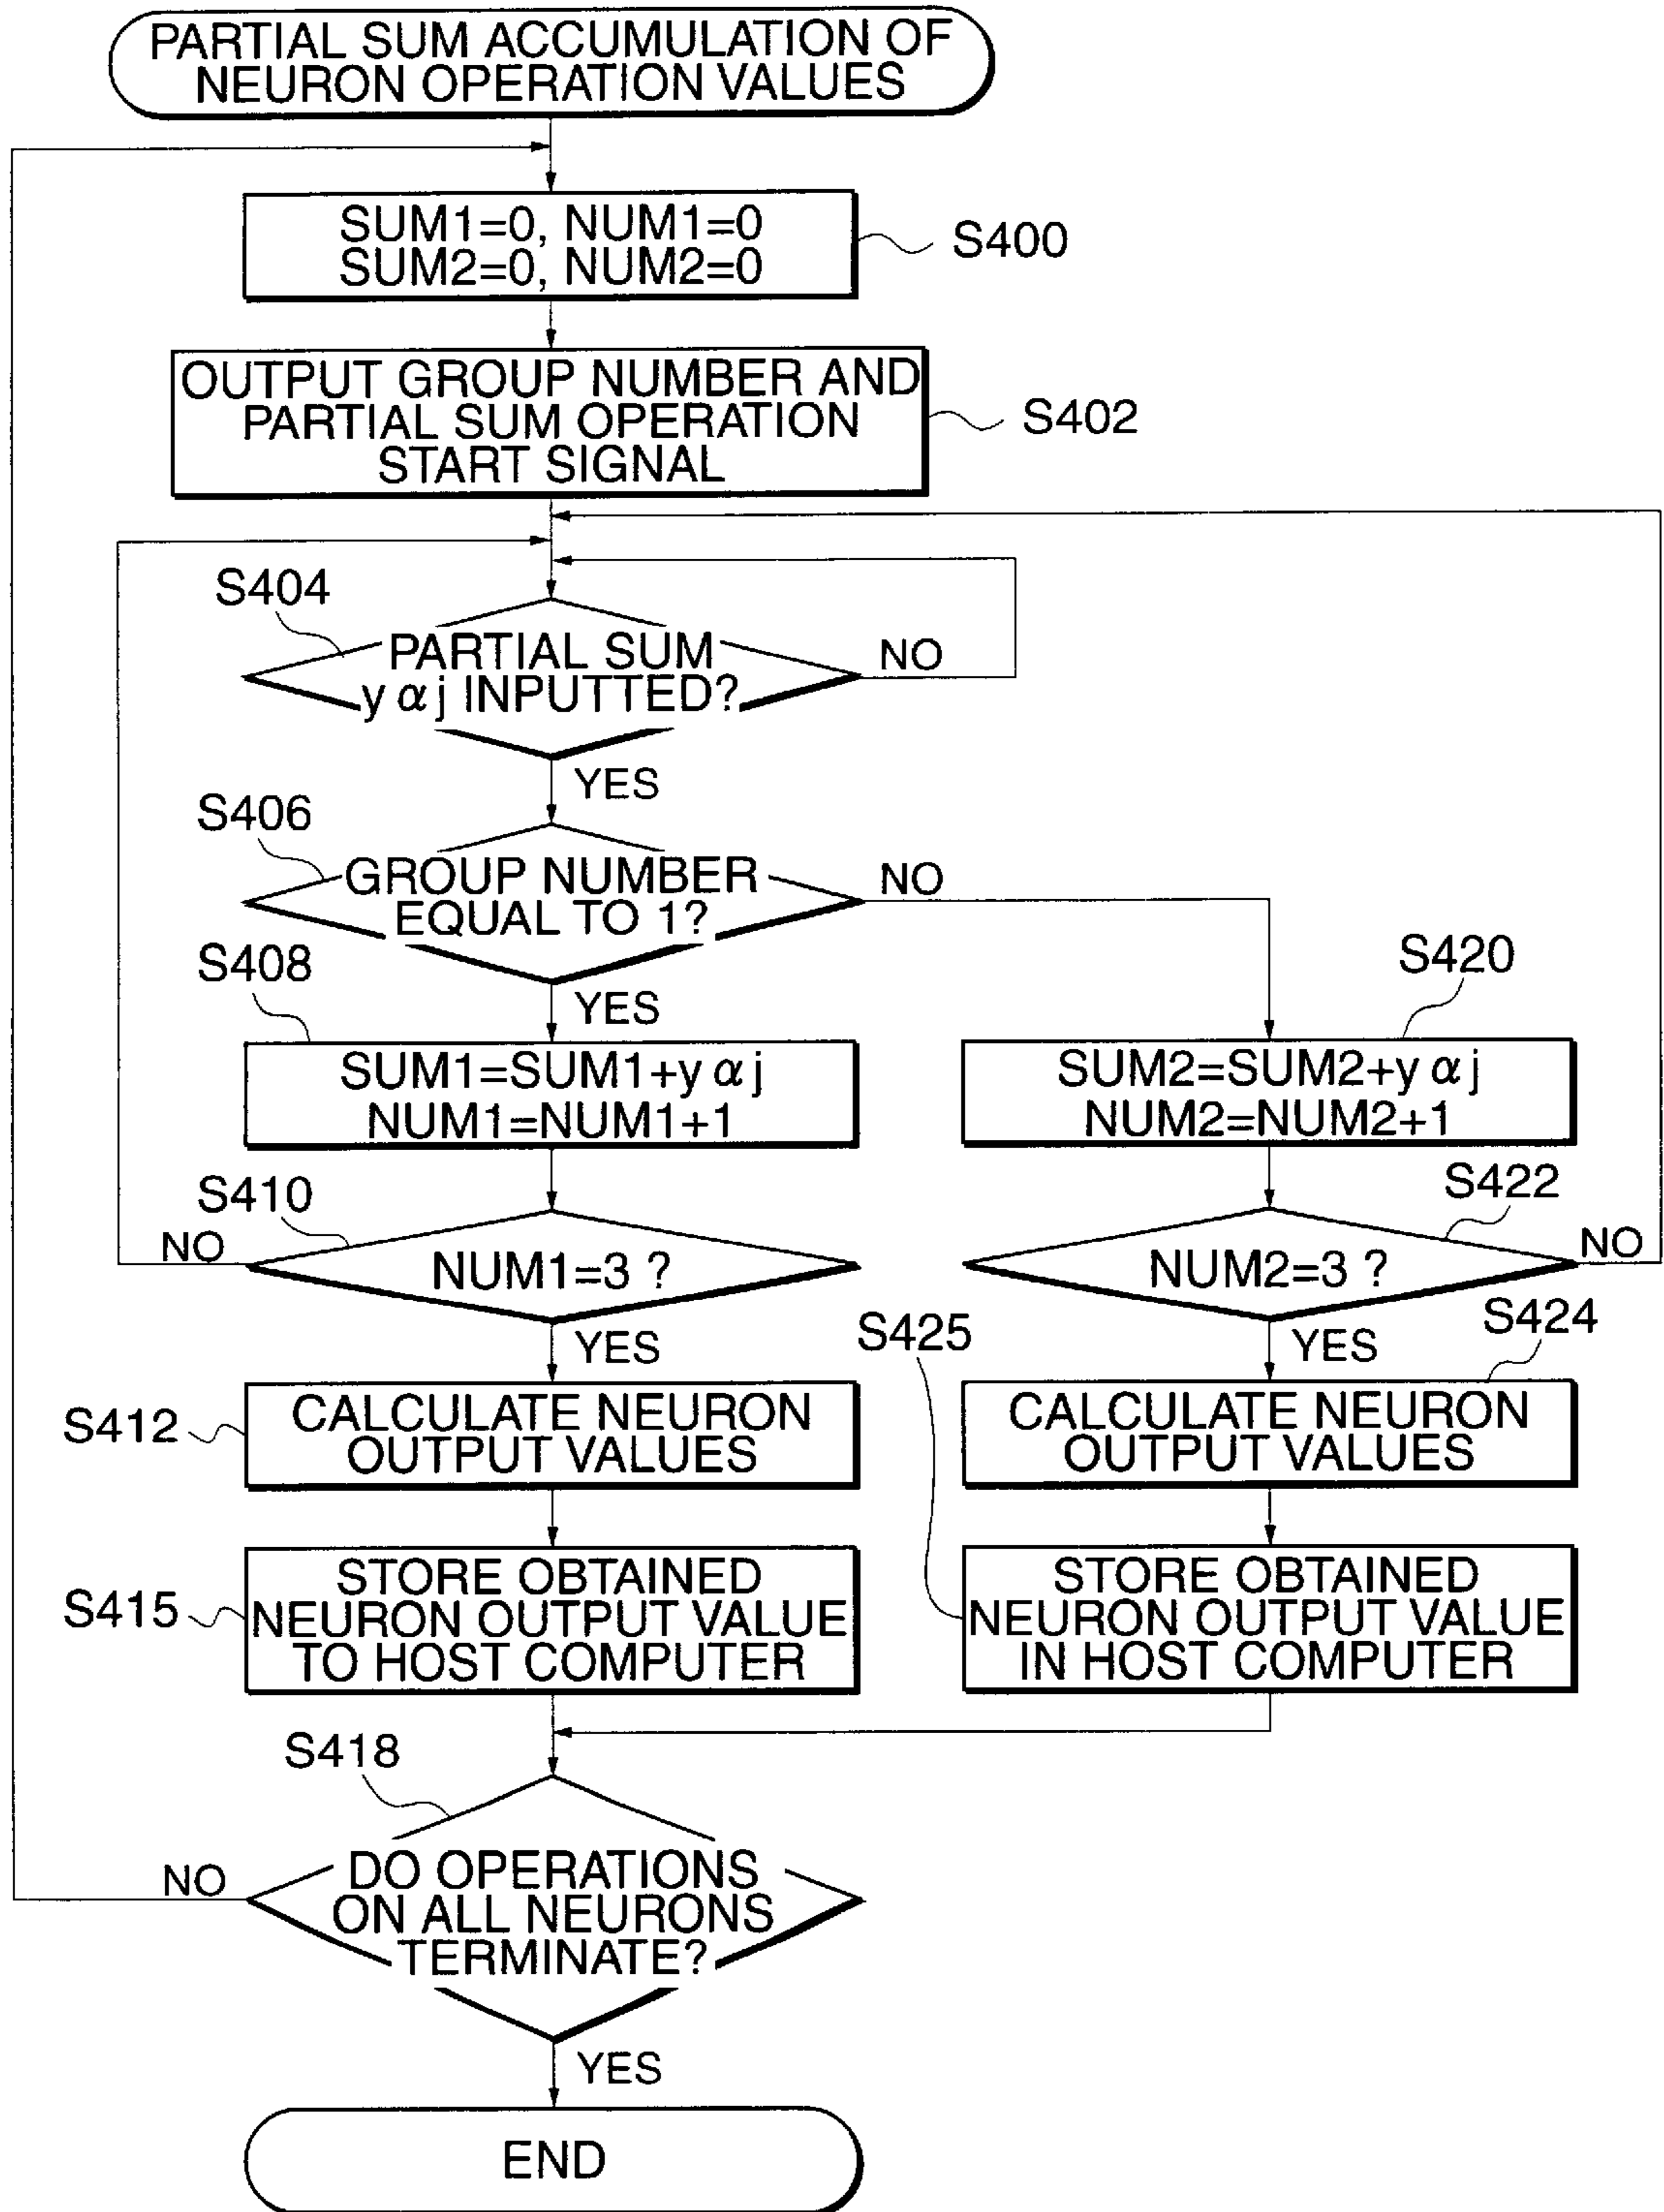 PARTIAL SUM ACCUMULATION OF
NEURON OPERATION VALUES
SUM1=0, NUM1=0
SUM2=0, NUM2=0
S400
OUTPUT GROUP NUMBER AND
PARTIAL SUM OPERATION
START SIGNAL
S402
S404
PARTIAL SUM
y α j INPUTTED?
NO
YES
S406
GROUP NUMBER
EQUAL TO 1?
NO
YES
S408
SUM1=SUM1+y α j
NUM1=NUM1+1
S420
SUM2=SUM2+y α j
NUM2=NUM2+1
S410
NO
NUM1=3 ?
YES
S422
NUM2=3 ?
NO
YES
S412
CALCULATE NEURON
OUTPUT VALUES
S424
CALCULATE NEURON
OUTPUT VALUES
S415
STORE OBTAINED
NEURON OUTPUT VALUE
TO HOST COMPUTER
S425
STORE OBTAINED
NEURON OUTPUT VALUE
IN HOST COMPUTER
S418
NO
DO OPERATIONS
ON ALL NEURONS
TERMINATE?
YES
END